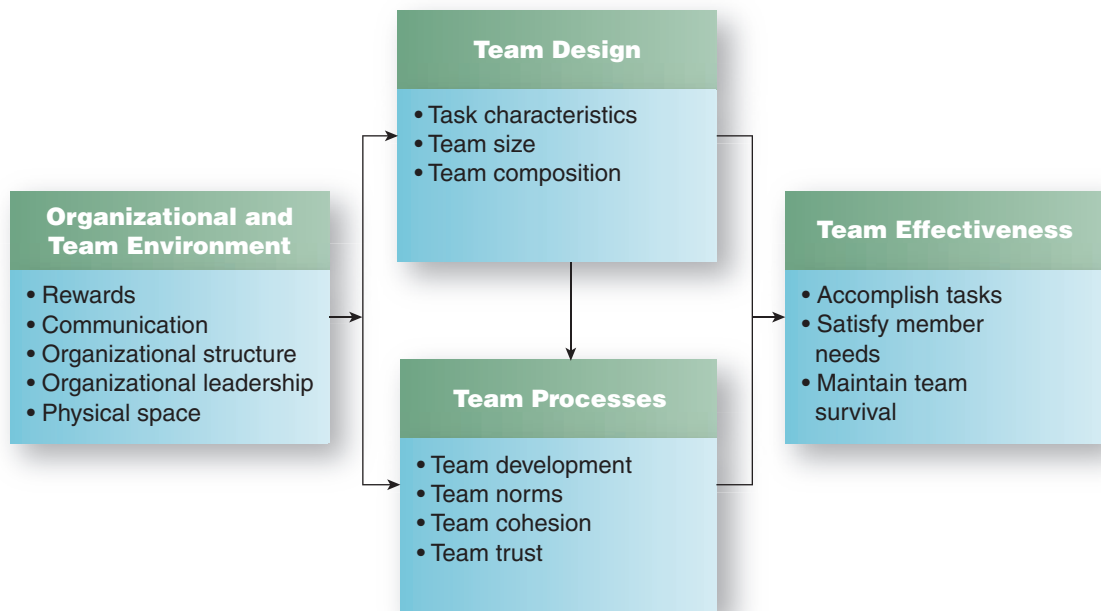 Team Design
• Task characteristics
• Team size
• Team composition
Organizational and
Team Environment
• Rewards
• Communication
• Organizational structure
• Organizational leadership
• Physical space
Team Processes
• Team development
• Team norms
• Team cohesion
• Team trust
Team Effectiveness
• Accomplish tasks
• Satisfy member
needs
• Maintain team
survival